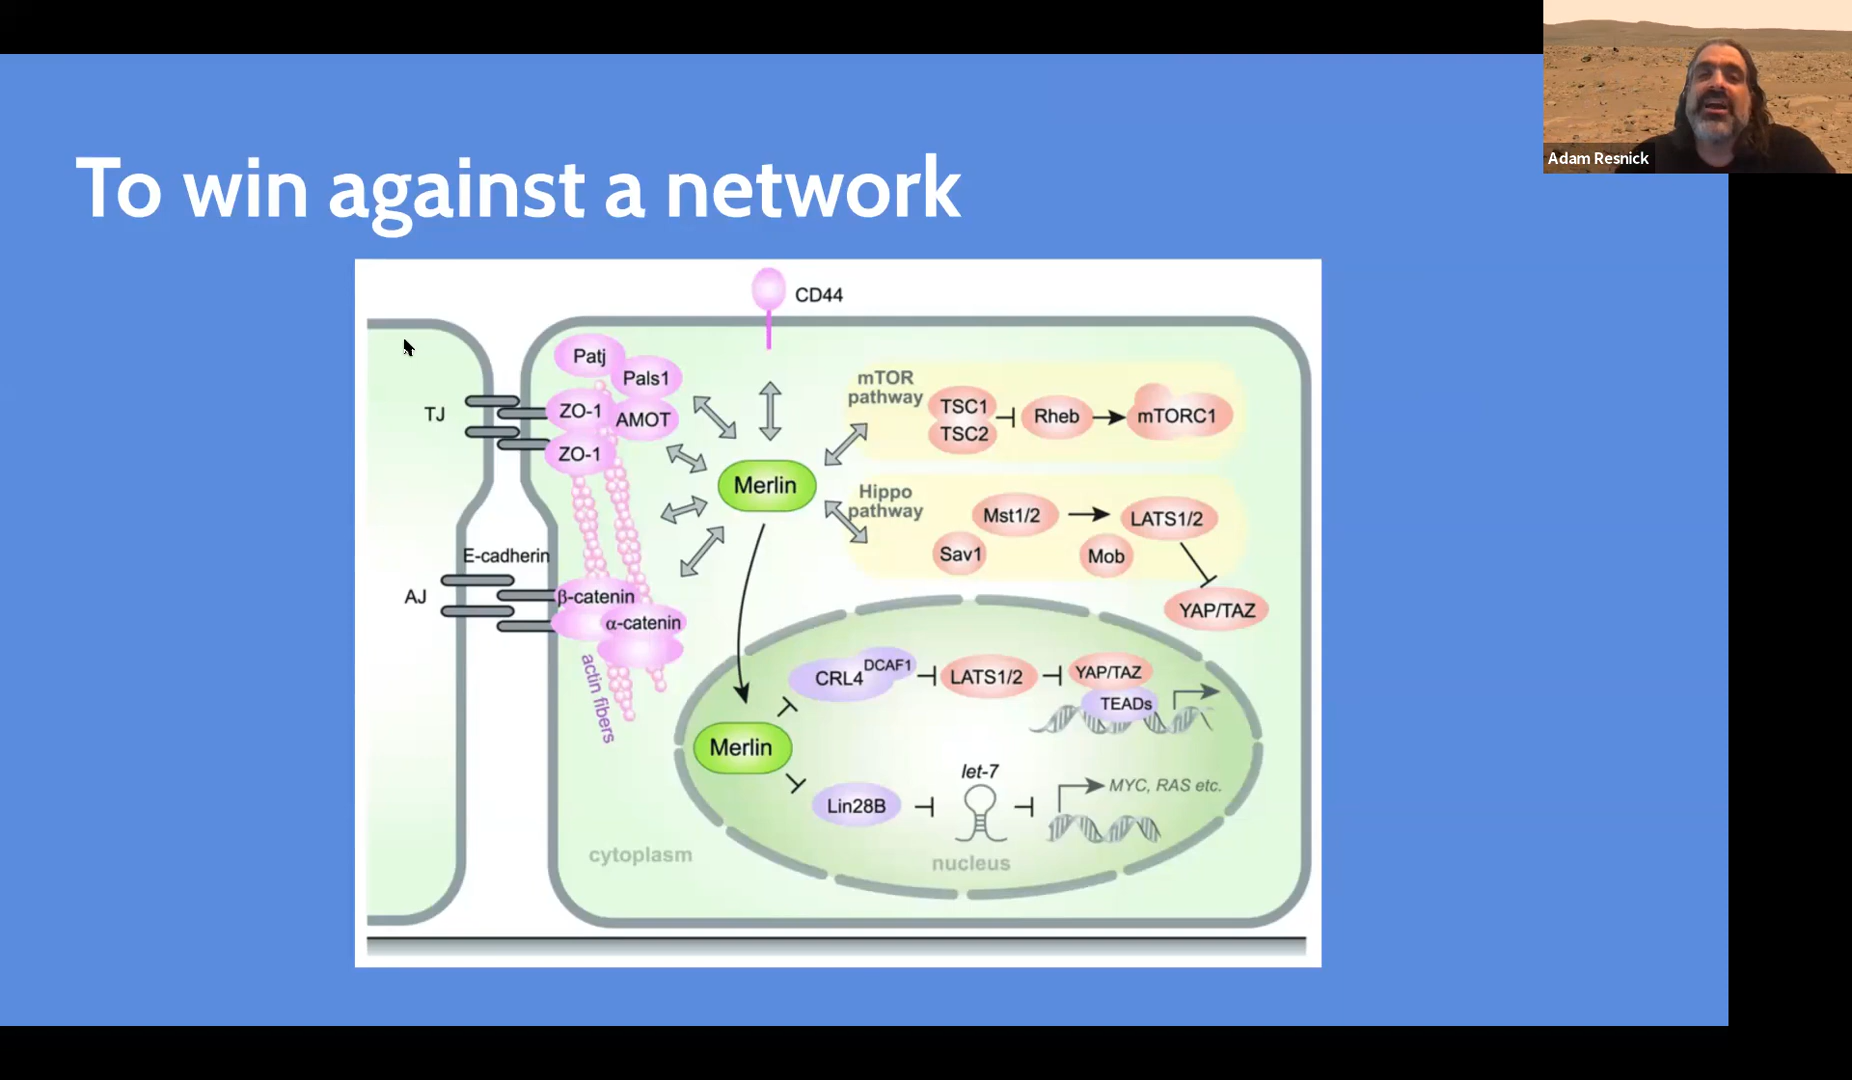 Adam Resnick
To win against a network
CD44
Patj
Pals1
ZO-1
AMOT
ZO-1
TJ
mTOR
pathway
TSC1
TSC2
Rheb
mTORC1
Merlin
Hippo
pathway
Mst1/2
LATS1/2
Sav1
Mob
YAP/TAZ
E-cadherin
AJ
β-catenin
α-catenin
actin fibers
CRL4
DCAF1
LATS1/2
YAP/TAZ
TEADs
Merlin
Lin28B
let-7
MYC, RAS etc.
cytoplasm
nucleus